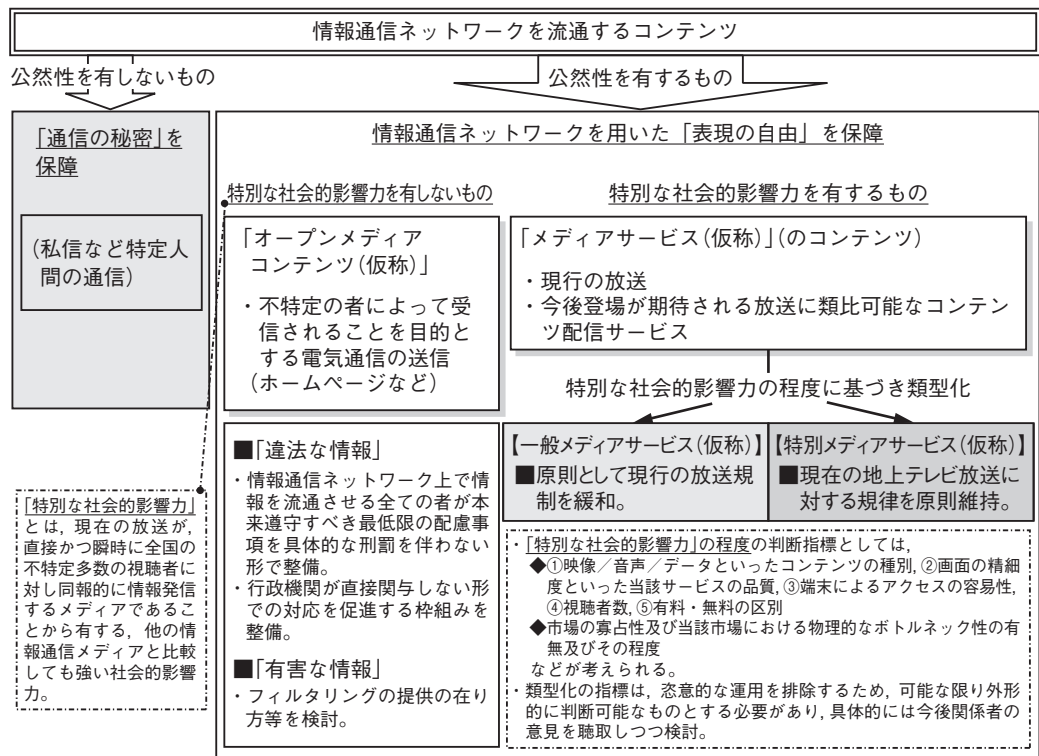 情報通信ネットワークを流通するコンテンツ
公然性を有しないもの
公然性を有するもの
「通信の秘密」を
保障
(私信など特定人
間の通信)
情報通信ネットワークを用いた「表現の自由」を保障
特別な社会的影響力を有しないもの
「オープンメディア
コンテンツ(仮称)」
・不特定の者によって受
信されることを目的と
する電気通信の送信
(ホームページなど)
特別な社会的影響力を有するもの
「メディアサービス(仮称)」(のコンテンツ)
・現行の放送
・今後登場が期待される放送に類比可能なコンテン
ツ配信サービス
特別な社会的影響力の程度に基づき類型化
【一般メディアサービス(仮称)】
■原則として現行の放送規
制を緩和。
【特別メディアサービス(仮称)】
■現在の地上テレビ放送に
対する規律を原則維持。
「特別な社会的影響力」
とは,現在の放送が,
直接かつ瞬時に全国の
不特定多数の視聴者に
対し同報的に情報発信
するメディアであるこ
とから有する,他の情
報通信メディアと比較
しても強い社会的影響
力。
■「違法な情報」
・情報通信ネットワーク上で情
報を流通させる全ての者が本
来遵守すべき最低限の配慮事
項を具体的な刑罰を伴わない
形で整備。
・行政機関が直接関与しない形
での対応を促進する枠組みを
整備。
■「有害な情報」
・フィルタリングの提供の在り
方等を検討。
・「特別な社会的影響力」の程度の判断指標としては,
◆①映像/音声/データといったコンテンツの種別,②画面の精細
度といった当該サービスの品質,③端末によるアクセスの容易性,
④視聴者数,⑤有料・無料の区別
◆市場の寡占性及び当該市場における物理的なボトルネック性の有
無及びその程度
などが考えられる。
・類型化の指標は,恣意的な運用を排除するため,可能な限り外形
的に判断可能なものとする必要があり,具体的には今後関係者の
意見を聴取しつつ検討。